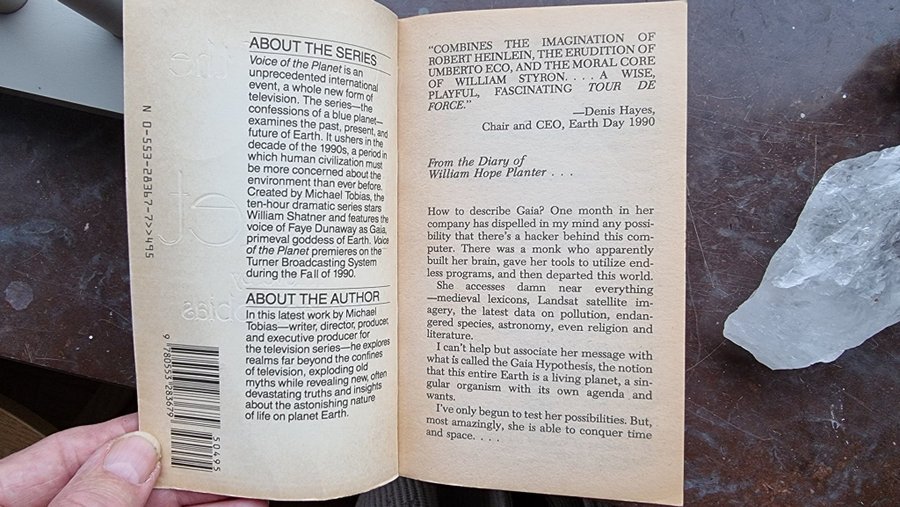 ABOUT THE SERIES
Voice of the Planet is an
unprecedented international
event, a whole new form of
television. The series—the
confessions of a blue planet—
examines the past, present, and
future of Earth. It ushers in the
decade of the 1990s, a period in
which human civilization must
be more concerned about the
environment than ever before.
Created by Michael Tobias, the
ten-hour dramatic series stars
William Shatner and features the
voice of Faye Dunaway as Gaia,
primeval goddess of Earth. Voice
of the Planet premieres on the
Turner Broadcasting System
during the Fall of 1990.
ABOUT THE AUTHOR
In this latest work by Michael
Tobias—writer, director, producer,
and executive producer for
the television series—he explores
realms far beyond the confines
of television, exploding old
myths while revealing new, often
devastating truths and insights
about the astonishing nature
of life on planet Earth.
N 0-553-28367-7>>495
9 780553 283679
50495
"COMBINES THE IMAGINATION OF
ROBERT HEINLEIN, THE ERUDITION OF
UMBERTO ECO, AND THE MORAL CORE
OF WILLIAM STYRON. . . . A WISE,
PLAYFUL, FASCINATING TOUR DE
FORCE."
—Denis Hayes,
Chair and CEO, Earth Day 1990
From the Diary of
William Hope Planter . . .
How to describe Gaia? One month in her
company has dispelled in my mind any possi-
bility that there's a hacker behind this com-
puter. There was a monk who apparently
built her brain, gave her tools to utilize end-
less programs, and then departed this world.
She accesses damn near everything
—medieval lexicons, Landsat satellite im-
agery, the latest data on pollution, endan-
gered species, astronomy, even religion and
literature.
I can't help but associate her message with
what is called the Gaia Hypothesis, the notion
that this entire Earth is a living planet, a sin-
gular organism with its own agenda and
wants.
I've only begun to test her possibilities. But,
most amazingly, she is able to conquer time
and space. . . .